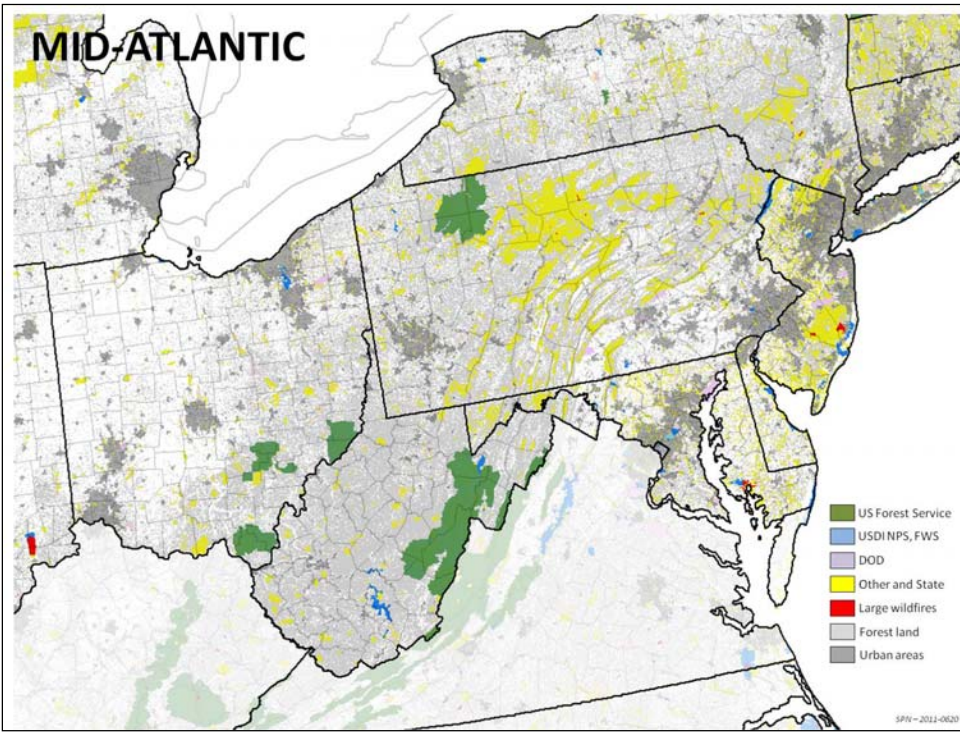 MID-ATLANTIC
US Forest Service
USDI NPS, FWS
DOD
Other and State
Large wildfires
Forest land
Urban areas
SPN – 2011-0620